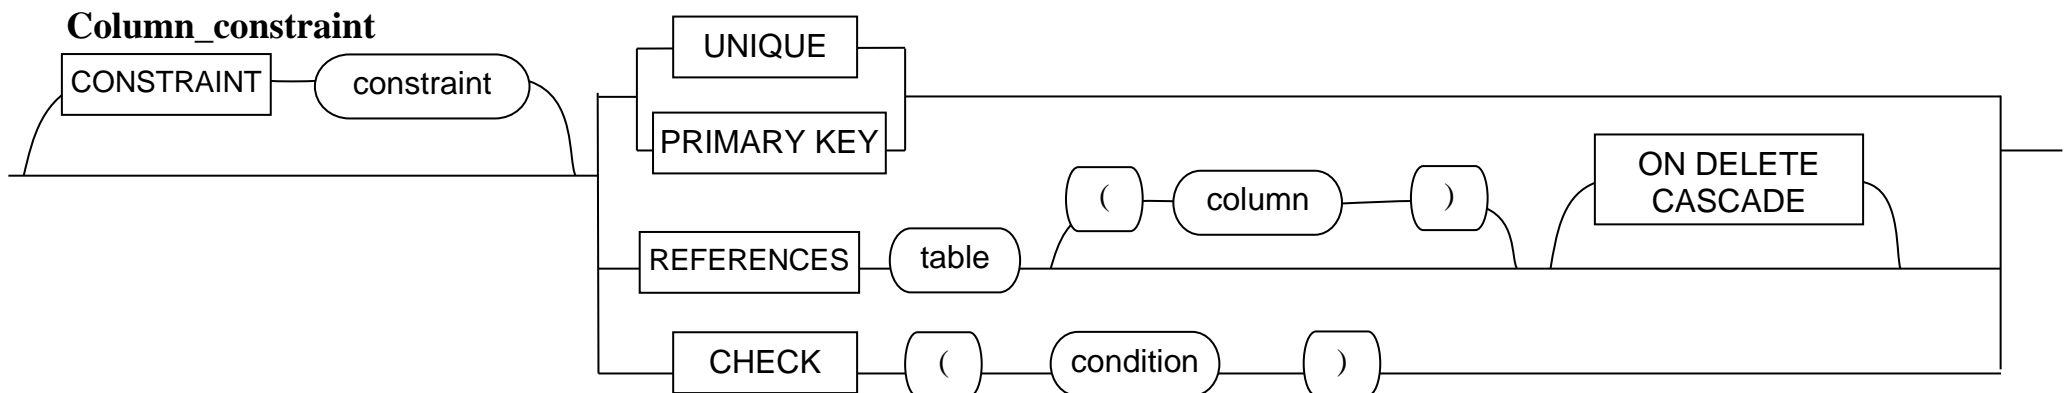 Column_constraint
CONSTRAINT constraint
UNIQUE
PRIMARY KEY
REFERENCES table ( column )
ON DELETE
CASCADE
CHECK ( condition )